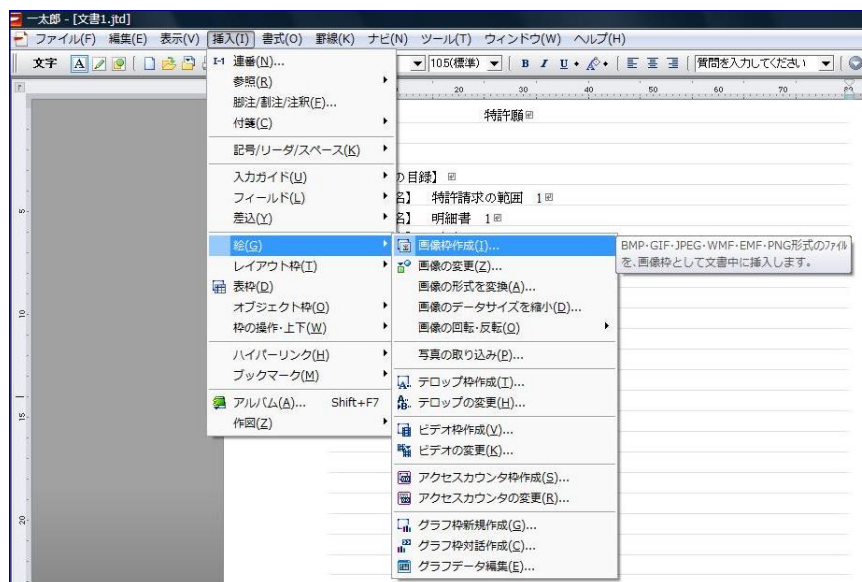 一太郎 - [文書1.jtd]
ファイル(F) 編集(E) 表示(V) 挿入(I) 書式(O) 罫線(K) ナビ(N) ツール(T) ウィンドウ(W) ヘルプ(H)
文字 A 10.5(標準) B I U 質問を入力してください
20 30 40 50 60 70
特許願
連番(N)...
参照(R)
脚注/割注/注釈(F)...
付箋(C)
記号/リーダ/スペース(K)
の目録】
入力ガイド(U)
名】 特許請求の範囲 1
フィールド(L)
名】 明細書 1
差込(Y)
絵(G)
レイアウト枠(T)
表枠(D)
オブジェクト枠(O)
枠の操作・上下(W)
ハイパーリンク(H)
ブックマーク(M)
アルバム(A)... Shift+F7
作図(Z)
画像枠作成(I)...
画像の変更(Z)...
画像の形式を変換(A)...
画像のデータサイズを縮小(D)...
画像の回転・反転(O)
写真の取り込み(P)...
テロップ枠作成(T)...
テロップの変更(H)...
ビデオ枠作成(V)...
ビデオの変更(K)...
アクセスカウンタ枠作成(S)...
アクセスカウンタの変更(R)...
グラフ枠新規作成(G)...
グラフ枠対話作成(C)...
グラフデータ編集(E)...
BMP・GIF・JPEG・WMF・EMF・PNG形式のファイル
を、画像枠として文書中に挿入します。
5
10
15
20